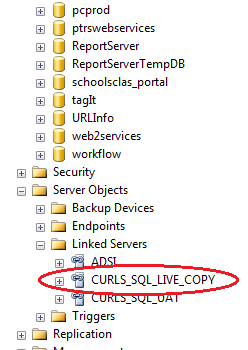 pcprod
ptrswebservices
ReportServer
ReportServerTempDB
schoolsclas_portal
tagIt
URLInfo
web2services
workflow
Security
Server Objects
Backup Devices
Endpoints
Linked Servers
ADSI
CURLS_SQL_LIVE_COPY
CURLS_SQL_UAT
Triggers
Replication